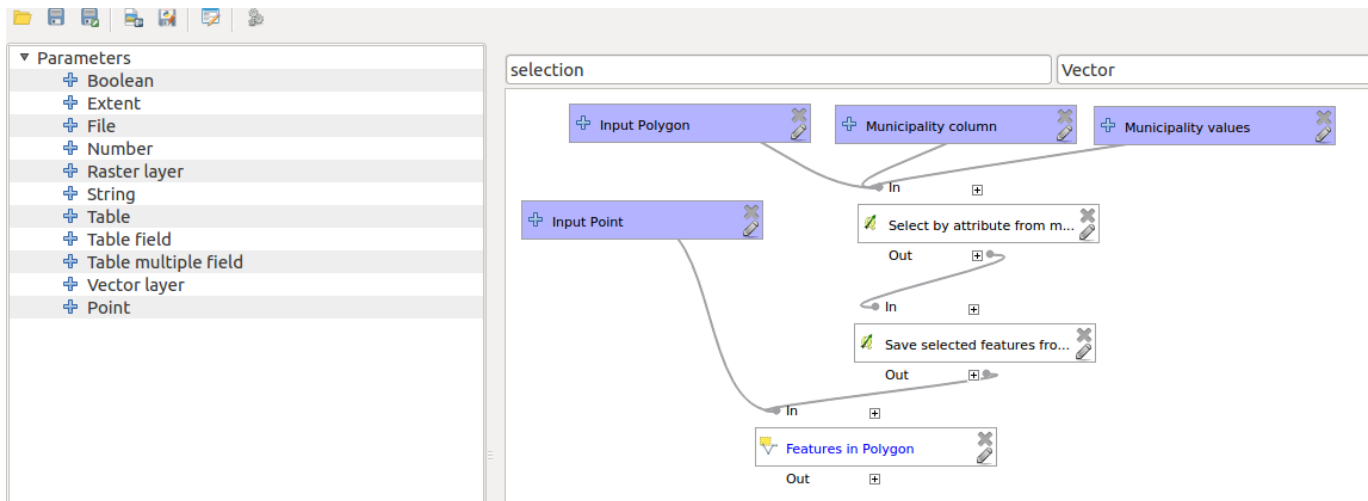 Parameters
Boolean
Extent
File
Number
Raster layer
String
Table
Table field
Table multiple field
Vector layer
Point
selection
Vector
Input Polygon
Municipality column
Municipality values
In
Input Point
Select by attribute from m...
Out
In
Save selected features fro...
Out
In
Features in Polygon
Out